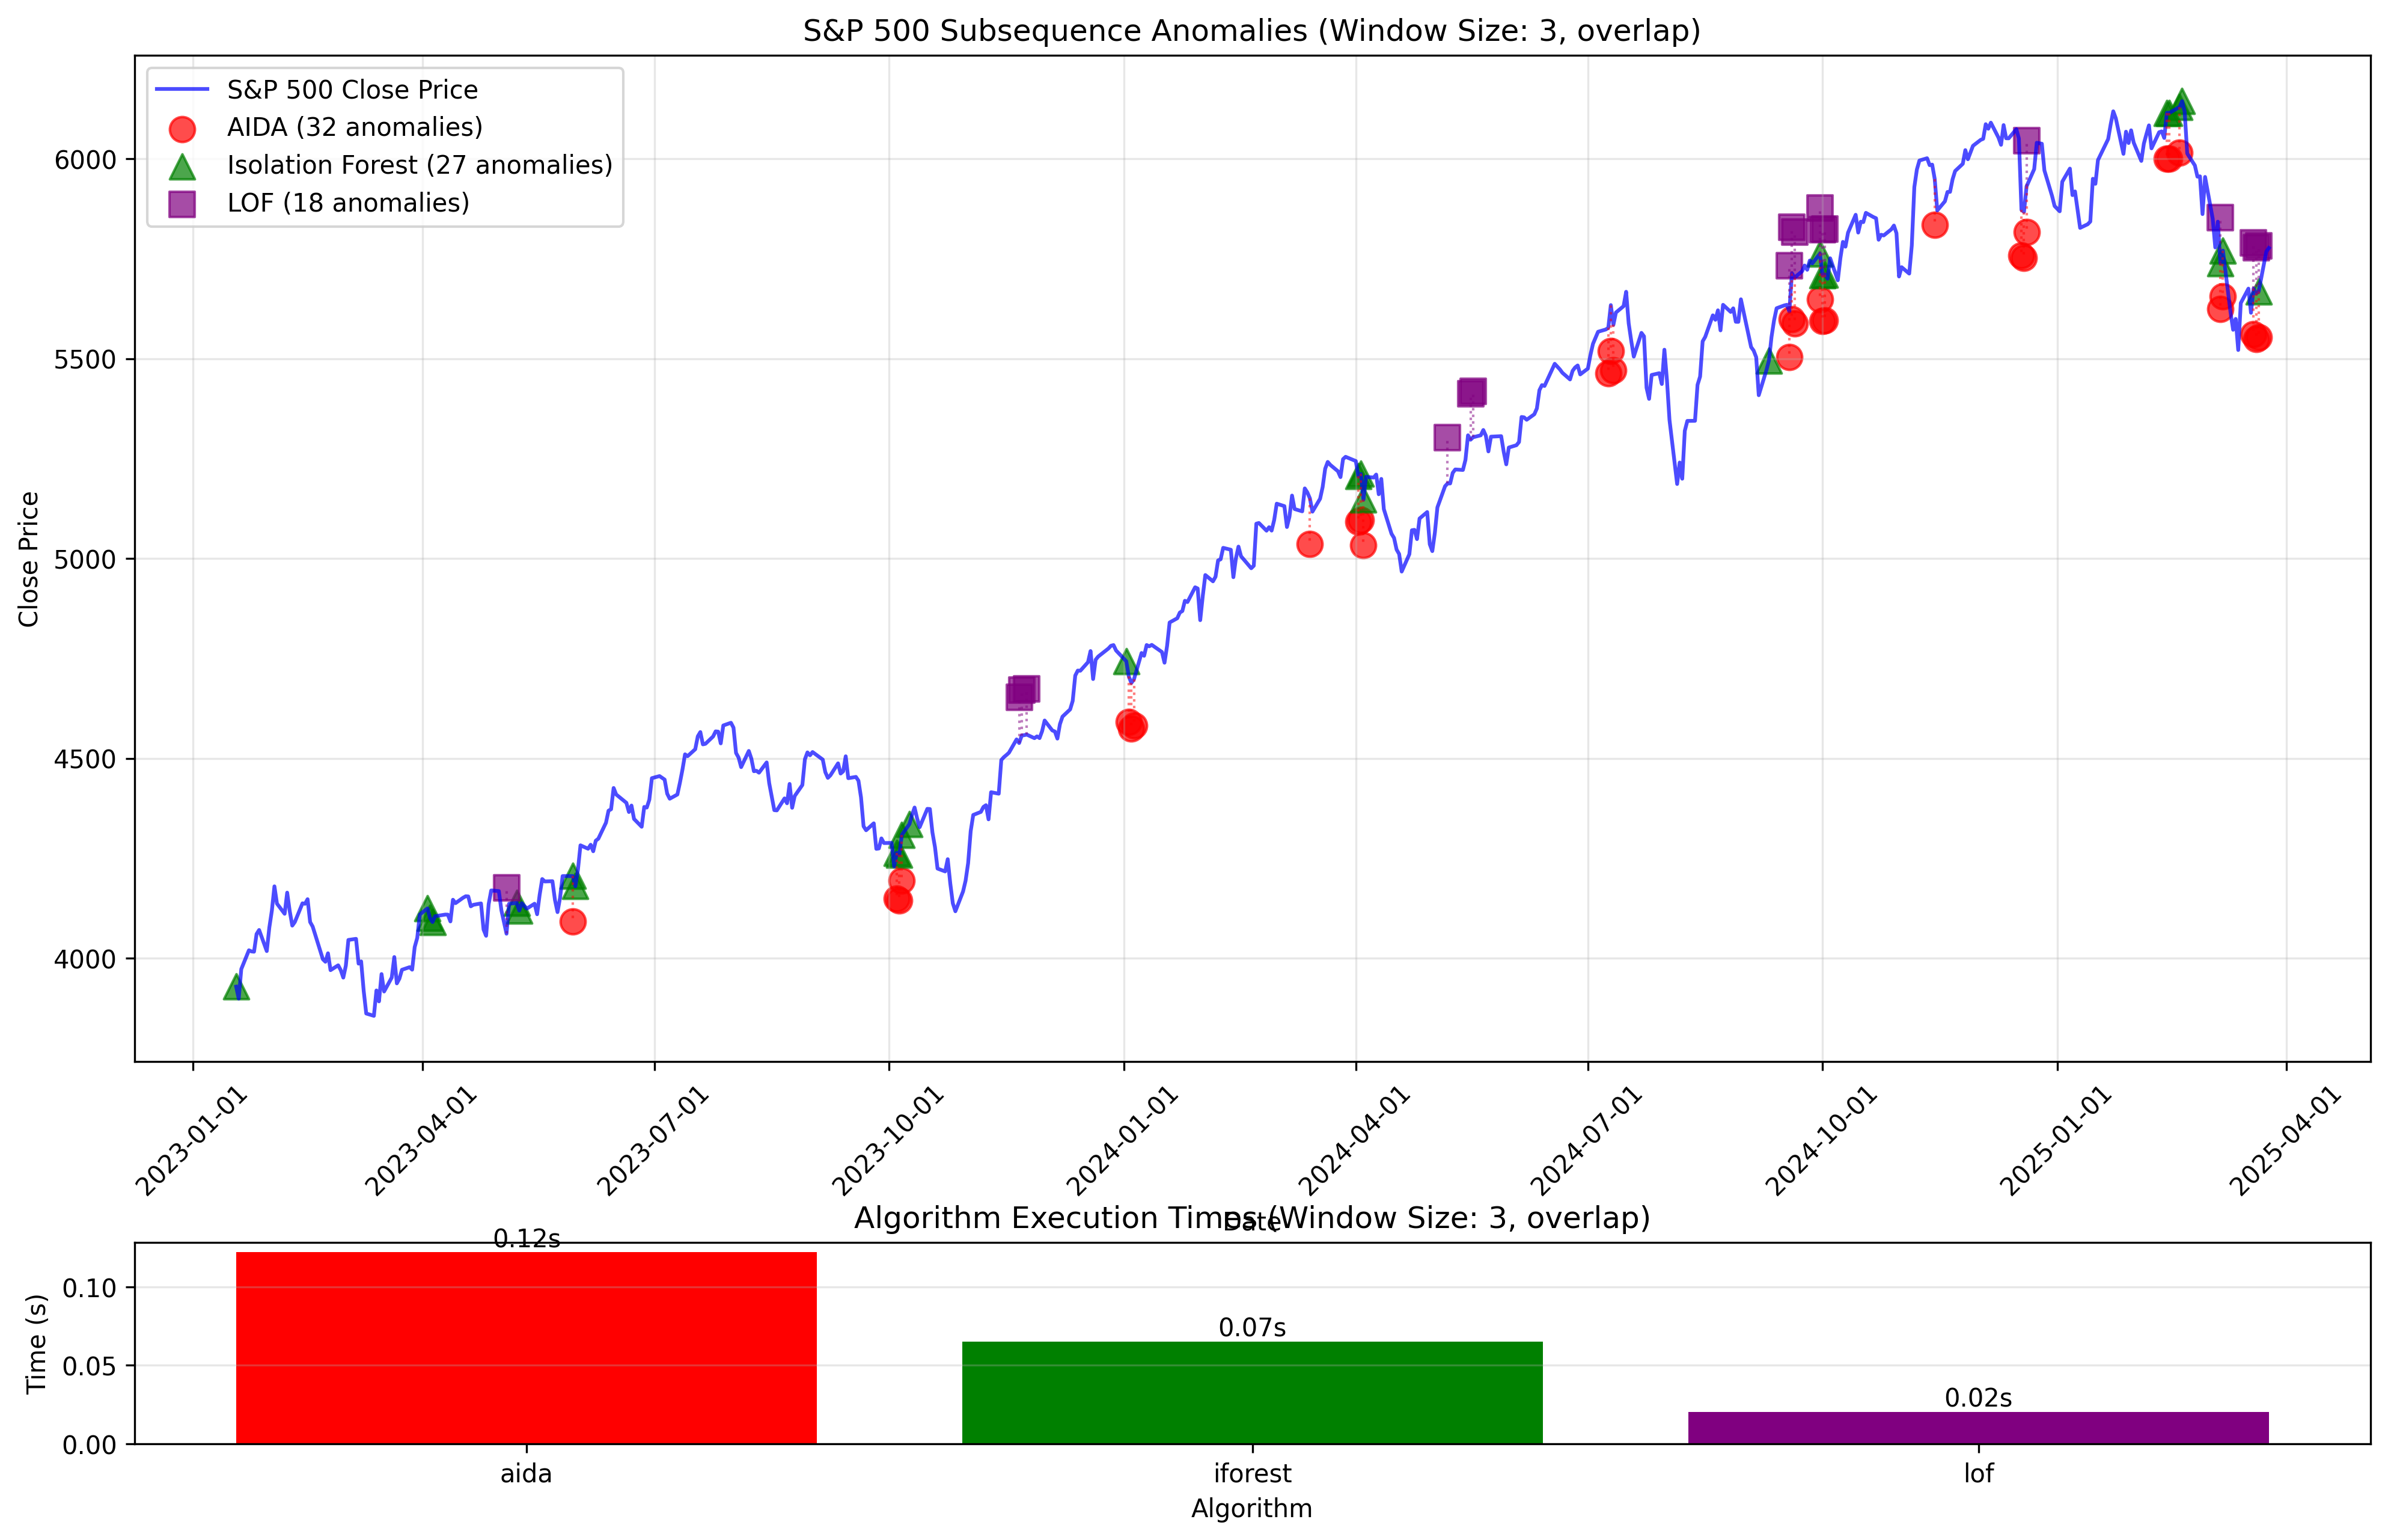 S&P 500 Subsequence Anomalies (Window Size: 3, overlap)
S&P 500 Close Price
AIDA (32 anomalies)
Isolation Forest (27 anomalies)
LOF (18 anomalies)
Close Price
6000
5500
5000
4500
4000
2023-01-01
2023-04-01
2023-07-01
2023-10-01
2024-01-01
2024-04-01
2024-07-01
2024-10-01
2025-01-01
2025-04-01
Date
Algorithm Execution Times (Window Size: 3, overlap)
Time (s)
0.10
0.05
0.00
0.12s
0.07s
0.02s
aida
iforest
lof
Algorithm